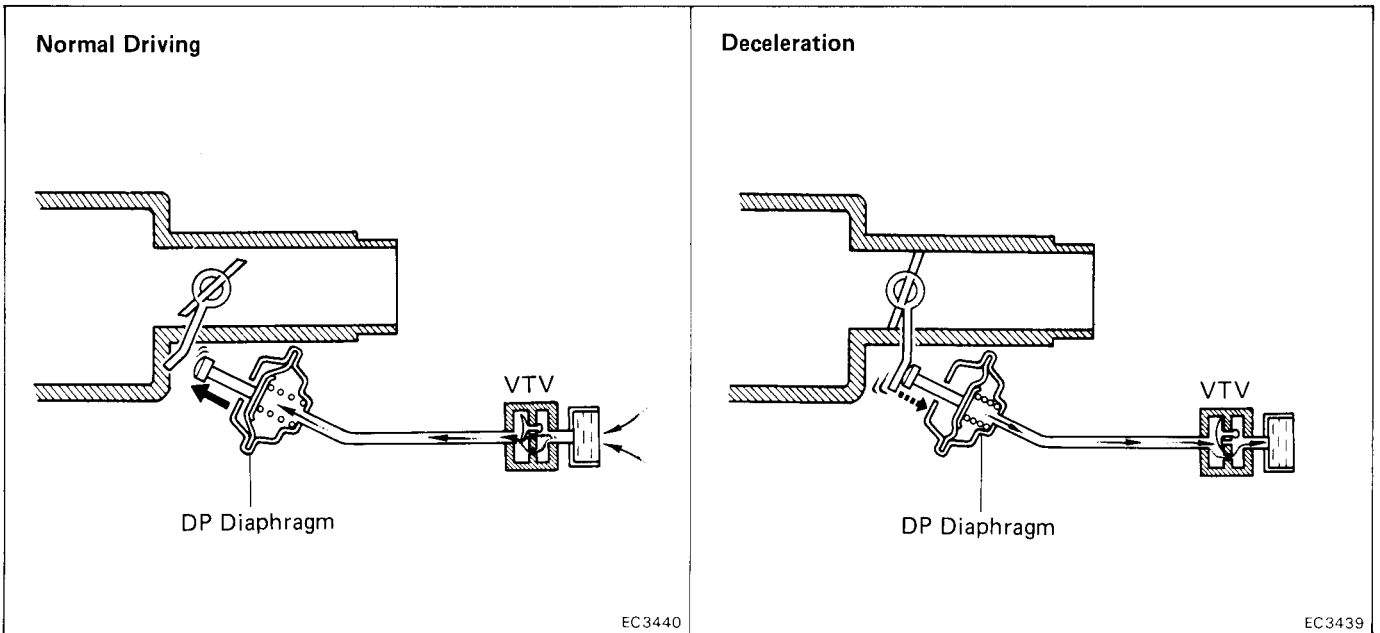 Normal Driving
VTV
DP Diaphragm
EC3440
Deceleration
VTV
DP Diaphragm
EC3439